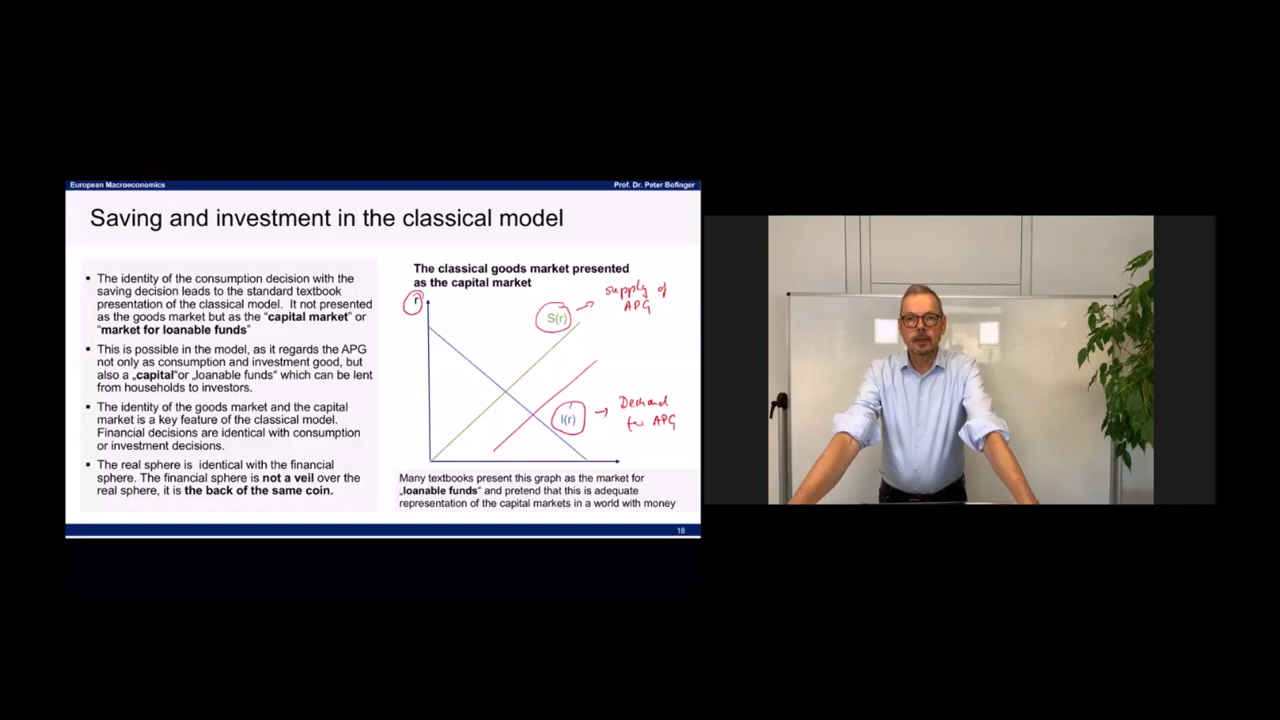 European Macroeconomics
Prof. Dr. Peter Bofinger
Saving and investment in the classical model
▪ The identity of the consumption decision with the
saving decision leads to the standard textbook
presentation of the classical model. It not presented
as the goods market but as the “capital market” or
“market for loanable funds”
▪ This is possible in the model, as it regards the APG
not only as consumption and investment good, but
also a „capital“or „loanable funds“ which can be lent
from households to investors.
▪ The identity of the goods market and the capital
market is a key feature of the classical model.
Financial decisions are identical with consumption
or investment decisions.
▪ The real sphere is identical with the financial
sphere. The financial sphere is not a veil over the
real sphere, it is the back of the same coin.
The classical goods market presented
as the capital market
r
S(r)
supply of
APG
I(r)
Demand
for APG
Many textbooks present this graph as the market for
„loanable funds“ and pretend that this is adequate
representation of the capital markets in a world with money
18